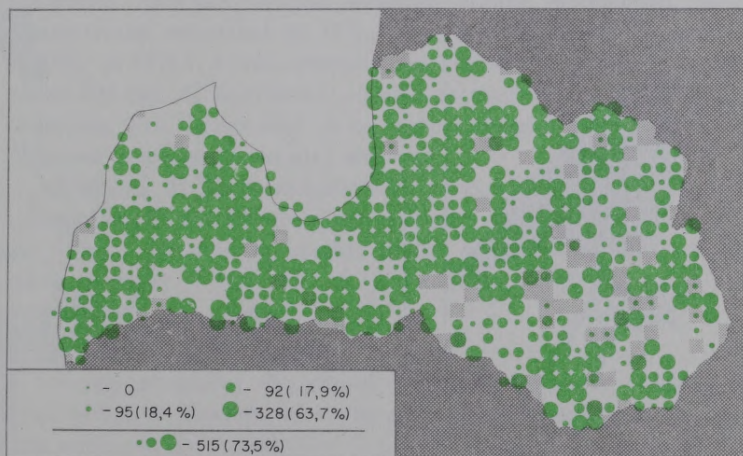 - 0 - 92 (17,9%)
- 95 (18,4%) - 328 (63,7%)
- 515 (73,5%)